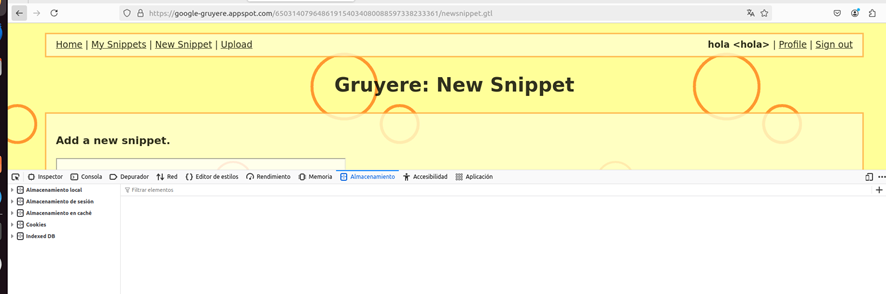 https://google-gruyere.appspot.com/650314079648619154034080088597338233361/newsnippet.gtl
Home | My Snippets | New Snippet | Upload
hola <hola> | Profile | Sign out
Gruyere: New Snippet
Add a new snippet.
Inspector Consola Depurador Red Editor de estilos Rendimiento Memoria Almacenamiento Accesibilidad Aplicación
Almacenamiento local
Filtrar elementos
Almacenamiento de sesión
Almacenamiento en caché
Cookies
Indexed DB